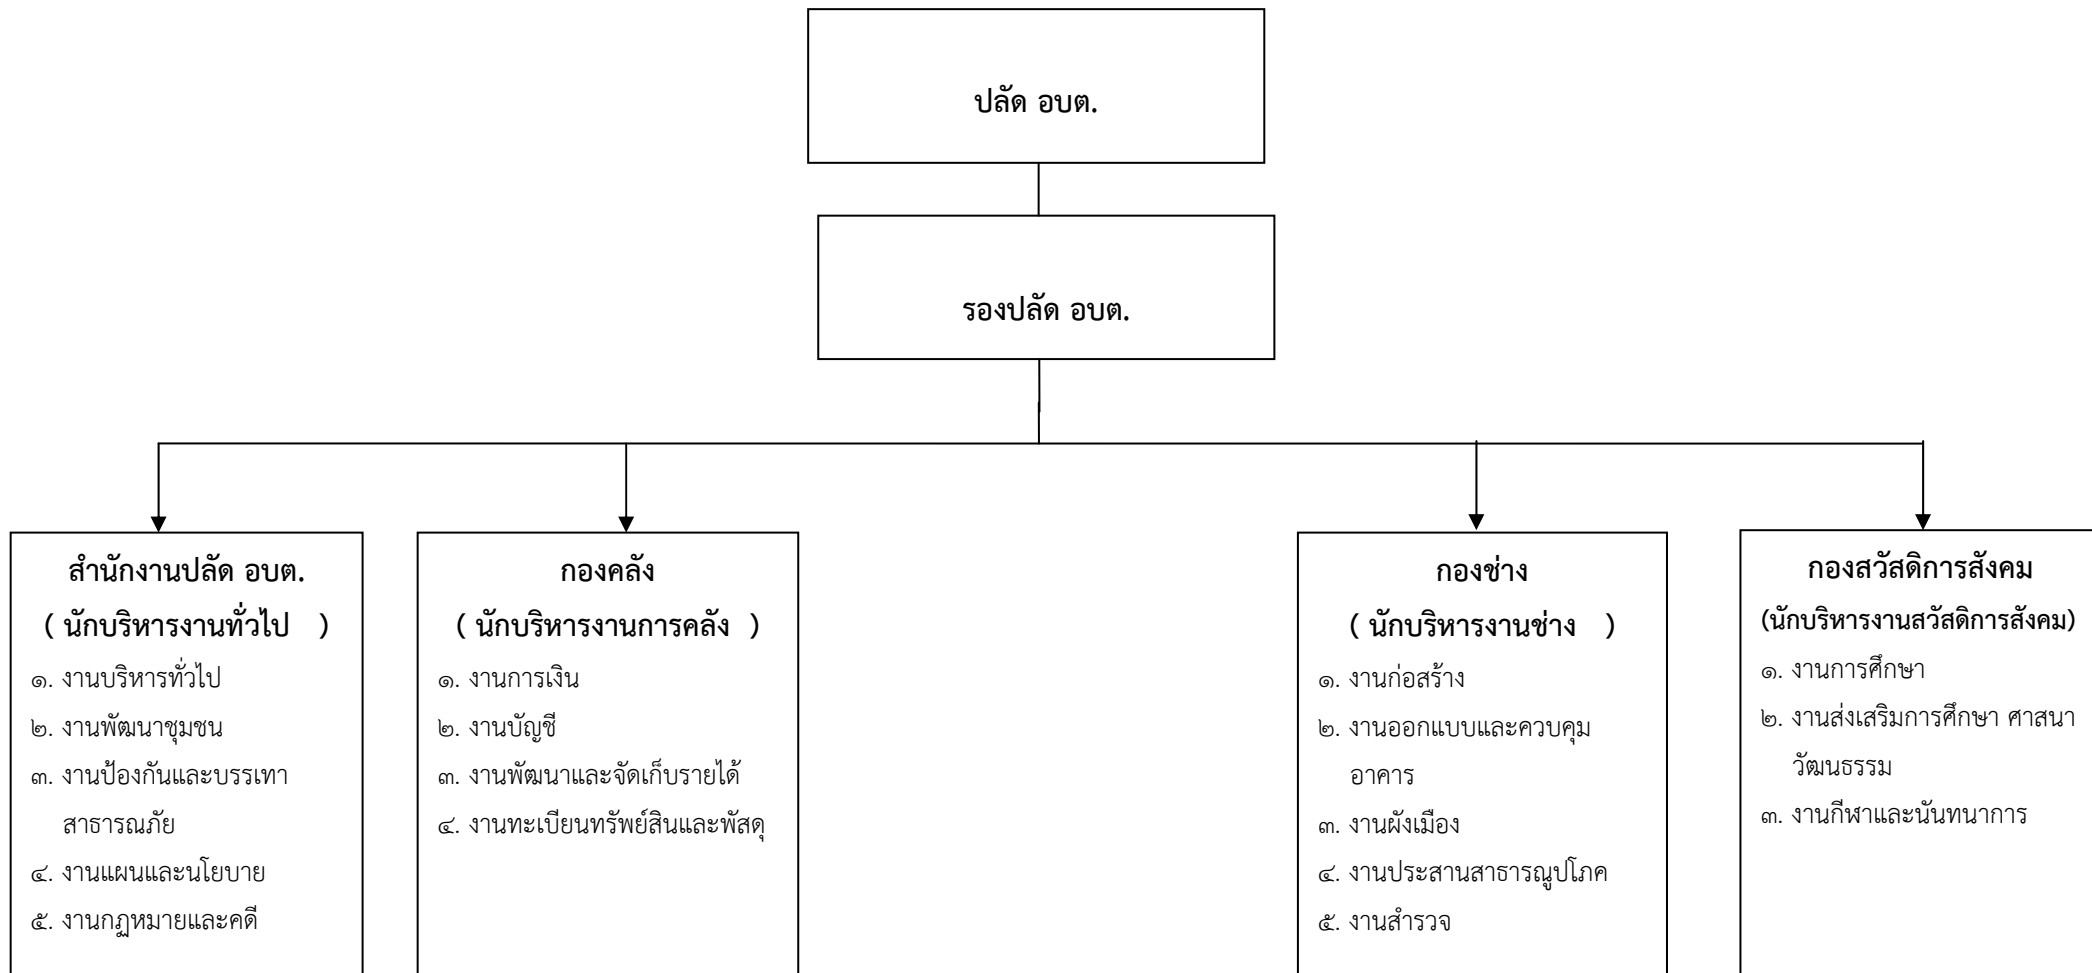 ปลัด อบต.
รองปลัด อบต.
สำนักงานปลัด อบต.
( นักบริหารงานทั่วไป )
๑. งานบริหารทั่วไป
๒. งานพัฒนาชุมชน
๓. งานป้องกันและบรรเทา
สาธารณภัย
๔. งานแผนและนโยบาย
๕. งานกฎหมายและคดี
กองคลัง
( นักบริหารงานการคลัง )
๑. งานการเงิน
๒. งานบัญชี
๓. งานพัฒนาและจัดเก็บรายได้
๔. งานทะเบียนทรัพย์สินและพัสดุ
กองช่าง
( นักบริหารงานช่าง )
๑. งานก่อสร้าง
๒. งานออกแบบและควบคุม
อาคาร
๓. งานผังเมือง
๔. งานประสานสาธารณูปโภค
๕. งานสำรวจ
กองสวัสดิการสังคม
(นักบริหารงานสวัสดิการสังคม)
๑. งานการศึกษา
๒. งานส่งเสริมการศึกษา ศาสนา
วัฒนธรรม
๓. งานกีฬาและนันทนาการ